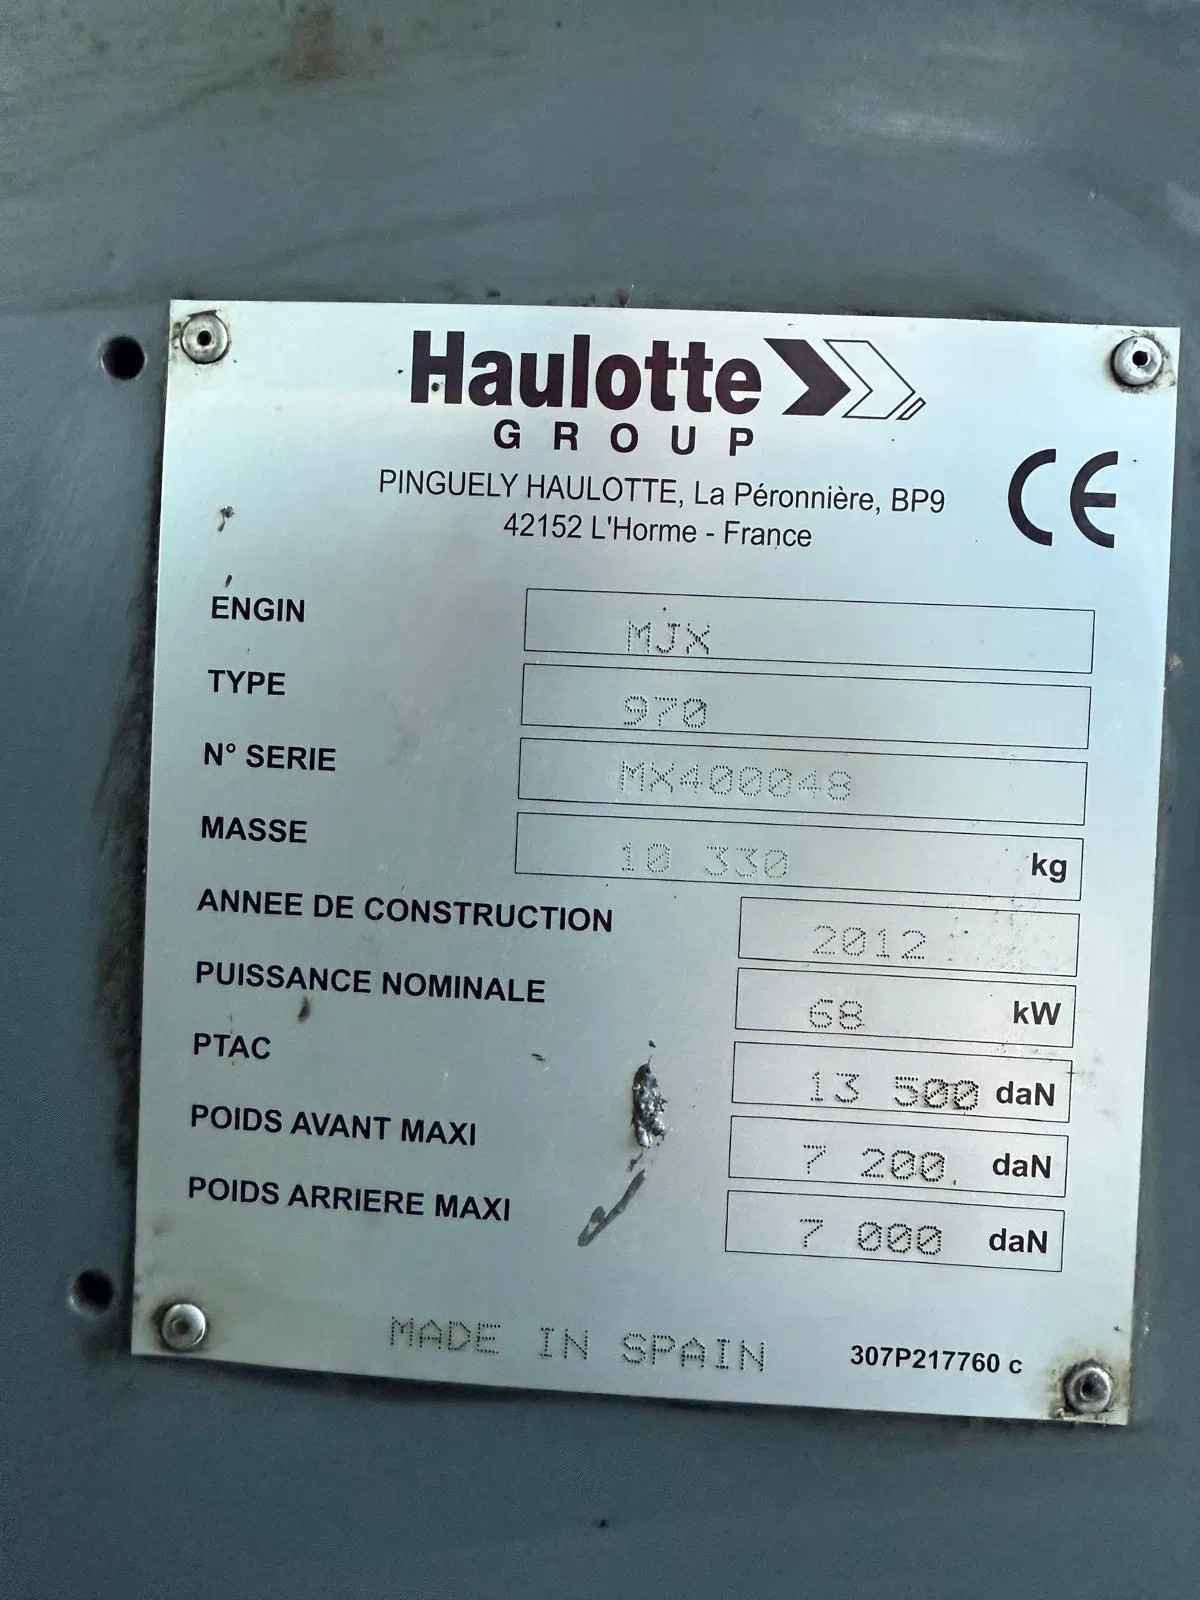 Haulotte
GROUP
PINGUELY HAULOTTE, La Péronnière, BP9
42152 L'Horme - France
CE
ENGIN MJX
TYPE 970
N° SERIE MX400048
MASSE 10 330 kg
ANNEE DE CONSTRUCTION 2012
PUISSANCE NOMINALE 68 kW
PTAC 13 500 daN
POIDS AVANT MAXI 7 200 daN
POIDS ARRIERE MAXI 7 000 daN
MADE IN SPAIN 307P217760 c